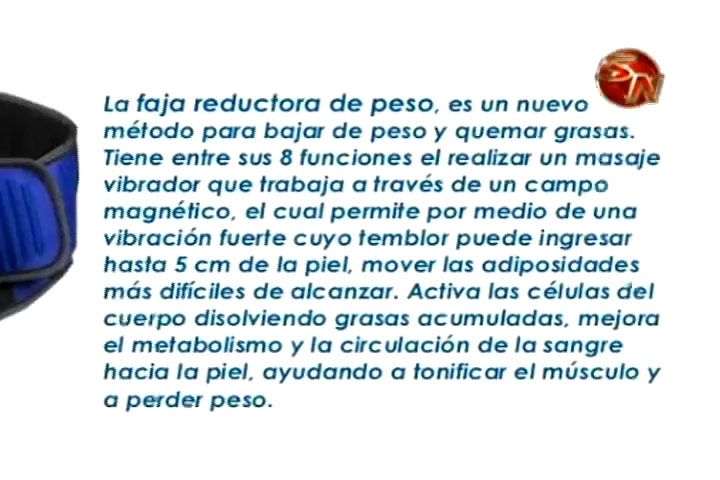 SN
La faja reductora de peso, es un nuevo
método para bajar de peso y quemar grasas.
Tiene entre sus 8 funciones el realizar un masaje
vibrador que trabaja a través de un campo
magnético, el cual permite por medio de una
vibración fuerte cuyo temblor puede ingresar
hasta 5 cm de la piel, mover las adiposidades
más difíciles de alcanzar. Activa las células del
cuerpo disolviendo grasas acumuladas, mejora
el metabolismo y la circulación de la sangre
hacia la piel, ayudando a tonificar el músculo y
a perder peso.